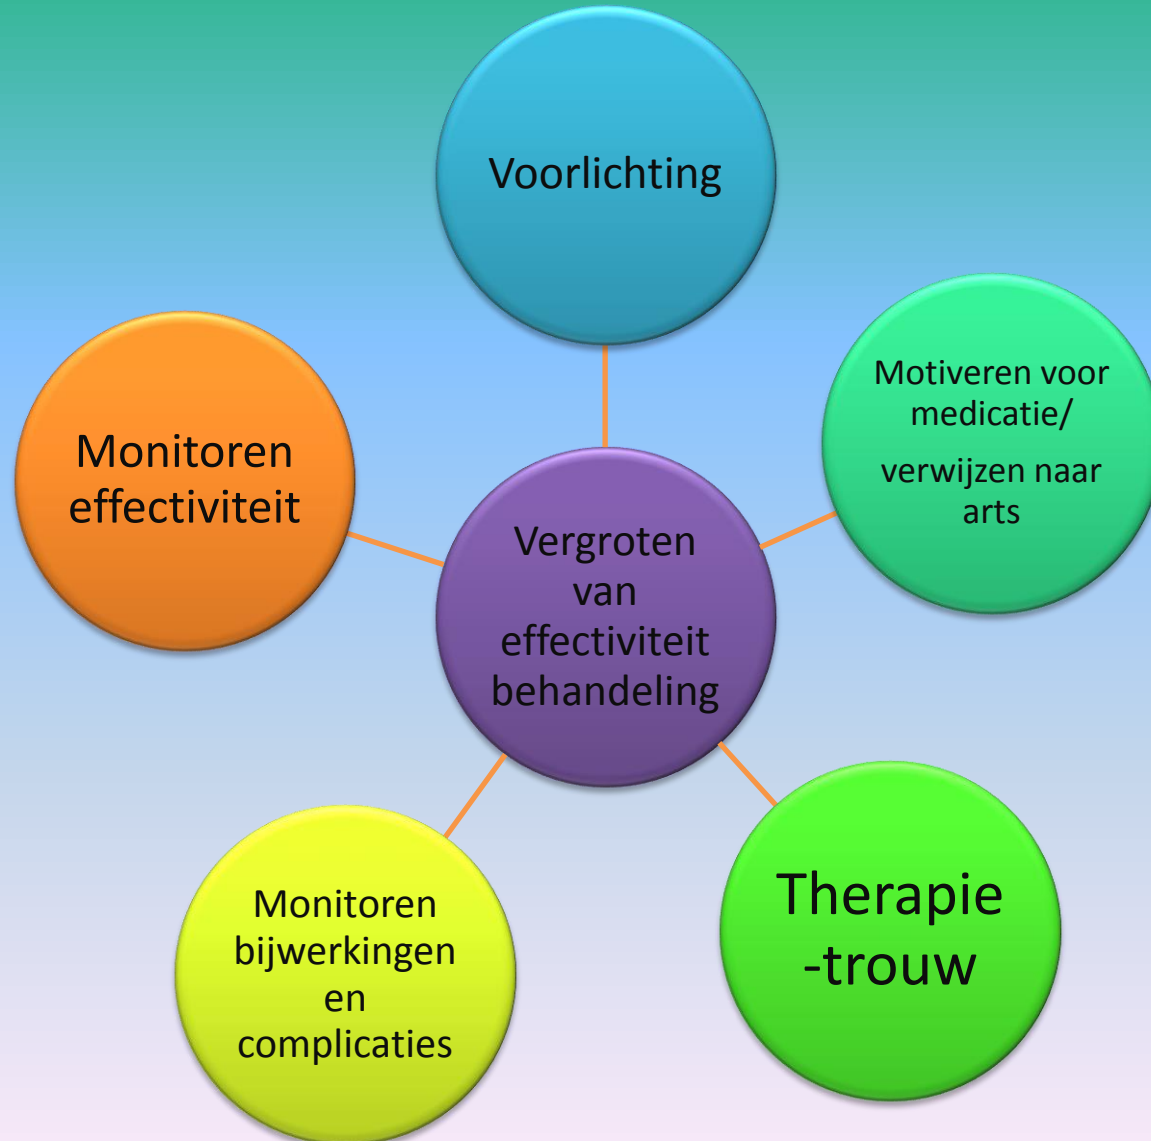 Voorlichting
Motiveren voor
medicatie/
verwijzen naar
arts
Monitoren
effectiviteit
Vergroten
van
effectiviteit
behandeling
Therapie
-trouw
Monitoren
bijwerkingen
en
complicaties